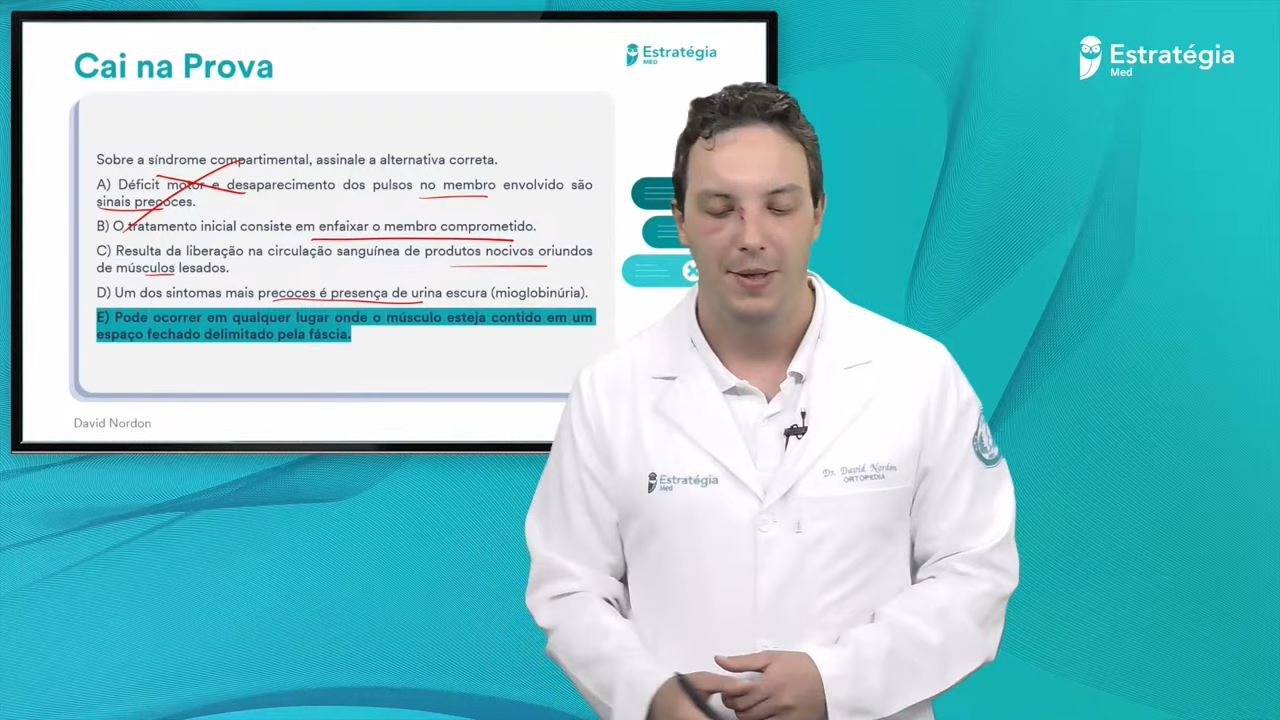 Cai na Prova
Estratégia
MED
Estratégia
Med
Sobre a síndrome compartimental, assinale a alternativa correta.
A) Déficit motor e desaparecimento dos pulsos no membro envolvido são
sinais precoces.
B) O tratamento inicial consiste em enfaixar o membro comprometido.
C) Resulta da liberação na circulação sanguínea de produtos nocivos oriundos
de músculos lesados.
D) Um dos sintomas mais precoces é presença de urina escura (mioglobinúria).
E) Pode ocorrer em qualquer lugar onde o músculo esteja contido em um
espaço fechado delimitado pela fáscia.
David Nordon
Estratégia
Med
Dr. David Nordon
ORTOPEDIA